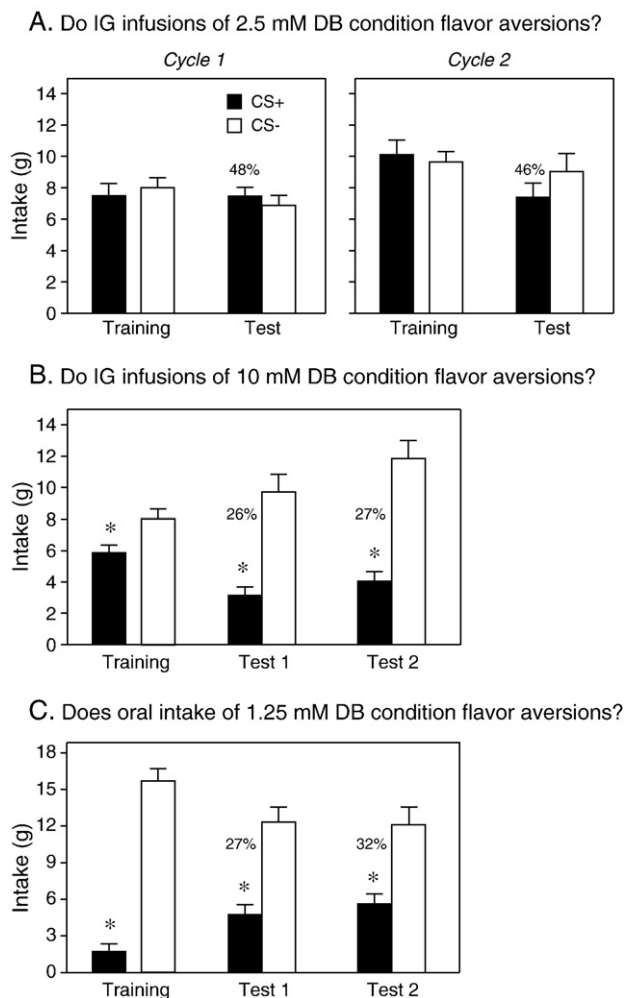 A. Do IG infusions of 2.5 mM DB condition flavor aversions?
Cycle 1
Cycle 2
Intake (g)
14
12
10
8
6
4
2
0
CS+
CS-
48%
46%
Training
Test
Training
Test
B. Do IG infusions of 10 mM DB condition flavor aversions?
Intake (g)
14
12
10
8
6
4
2
0
*
26%
*
27%
*
Training
Test 1
Test 2
C. Does oral intake of 1.25 mM DB condition flavor aversions?
Intake (g)
18
15
12
9
6
3
0
*
27%
*
32%
*
Training
Test 1
Test 2